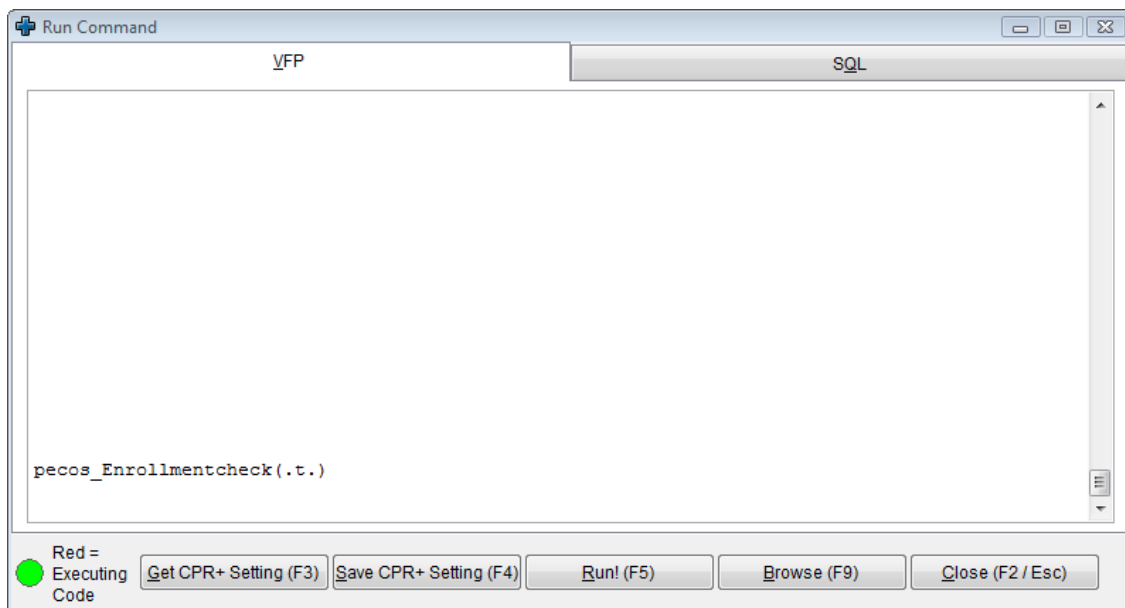 Run Command
VFP
SQL
pecos_Enrollmentcheck(.t.)
Red =
Executing
Code
Get CPR+ Setting (F3)
Save CPR+ Setting (F4)
Run! (F5)
Browse (F9)
Close (F2 / Esc)